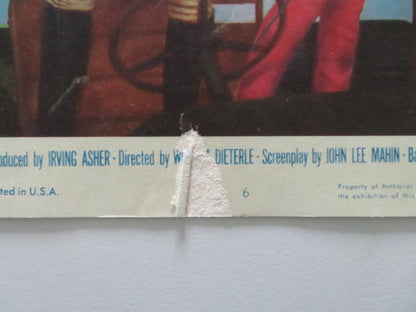 oduced by IRVING ASHER · Directed by W DIETERLE · Screenplay by JOHN LEE MAHIN · Ba
ted in U.S.A.
6
Property of National
the exhibition of this